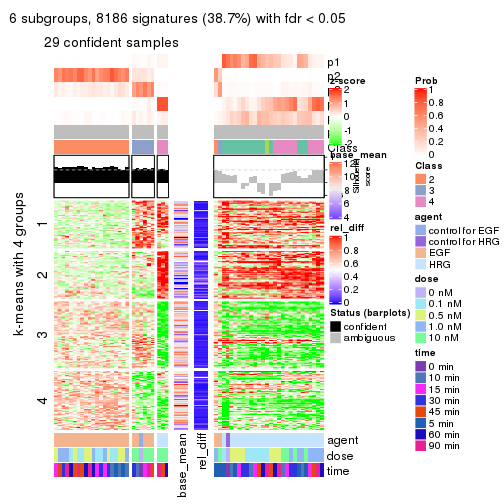 6 subgroups, 8186 signatures (38.7%) with fdr < 0.05
29 confident samples
p1
p2
z-score
2
1
0
-1
-2
Class
Silhouette
score
base_mean
12
10
8
6
4
rel_diff
1
0.8
0.6
0.4
0.2
0
Status (barplots)
confident
ambiguous
k-means with 4 groups
1
2
3
4
base_mean
rel_diff
agent
dose
time
Prob
1
0.8
0.6
0.4
0.2
0
Class
2
3
4
agent
control for EGF
control for HRG
EGF
HRG
dose
0 nM
0.1 nM
0.5 nM
1.0 nM
10 nM
time
0 min
10 min
15 min
30 min
45 min
5 min
60 min
90 min